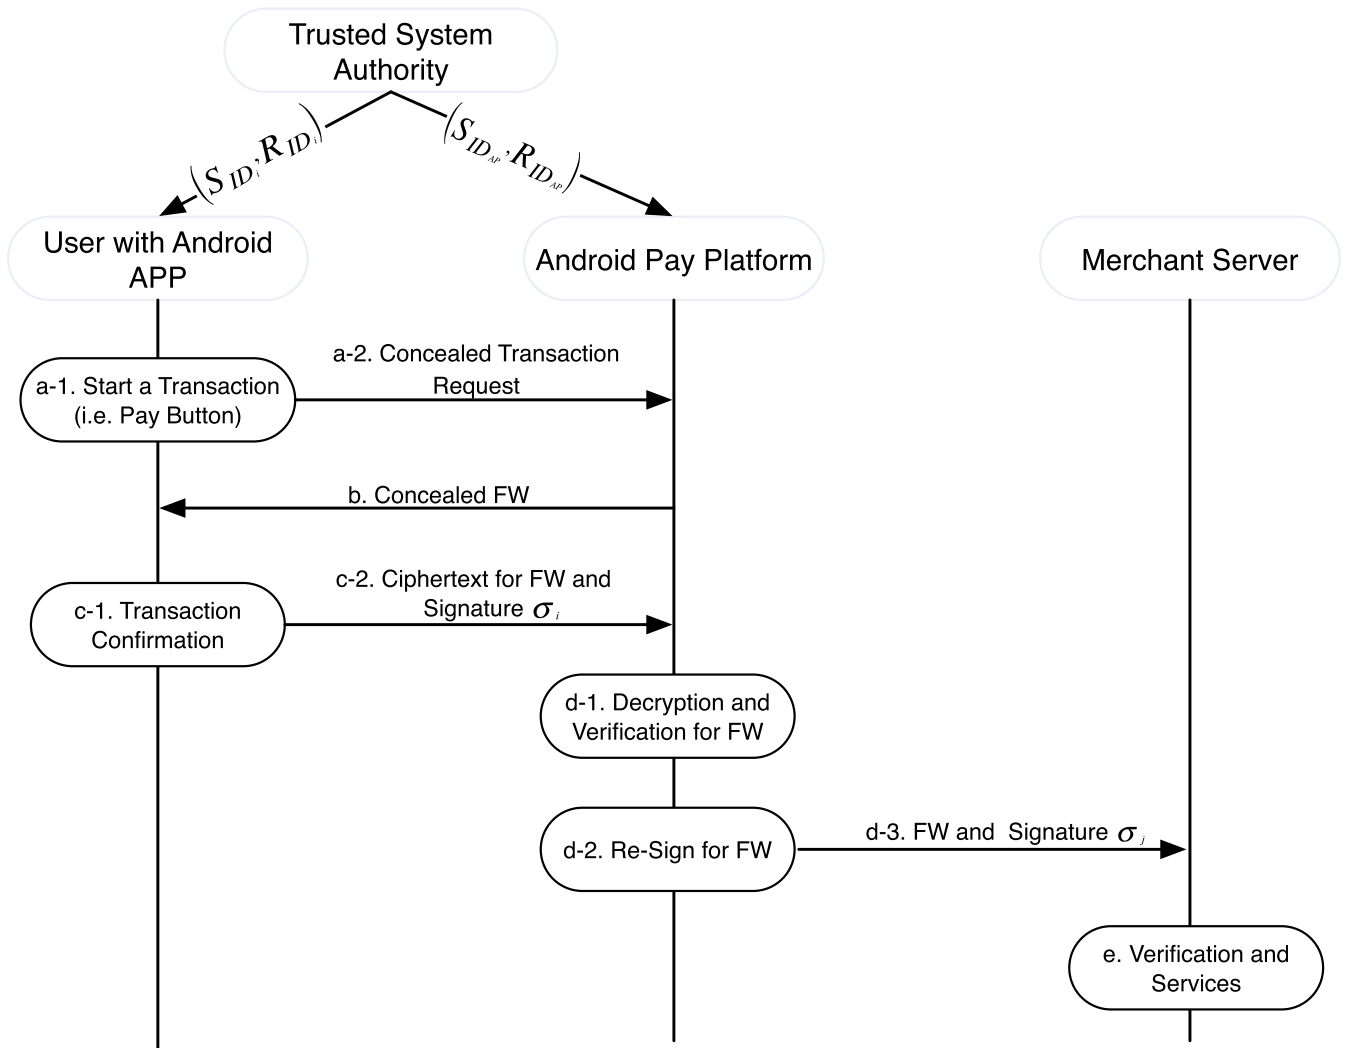 Trusted System
Authority
(S_{ID_i}, R_{ID_i})
(S_{ID_{AP}}, R_{ID_{AP}})
User with Android
APP
Android Pay Platform
Merchant Server
a-1. Start a Transaction
(i.e. Pay Button)
a-2. Concealed Transaction
Request
b. Concealed FW
c-1. Transaction
Confirmation
c-2. Ciphertext for FW and
Signature σ_i
d-1. Decryption and
Verification for FW
d-2. Re-Sign for FW
d-3. FW and Signature σ_j
e. Verification and
Services